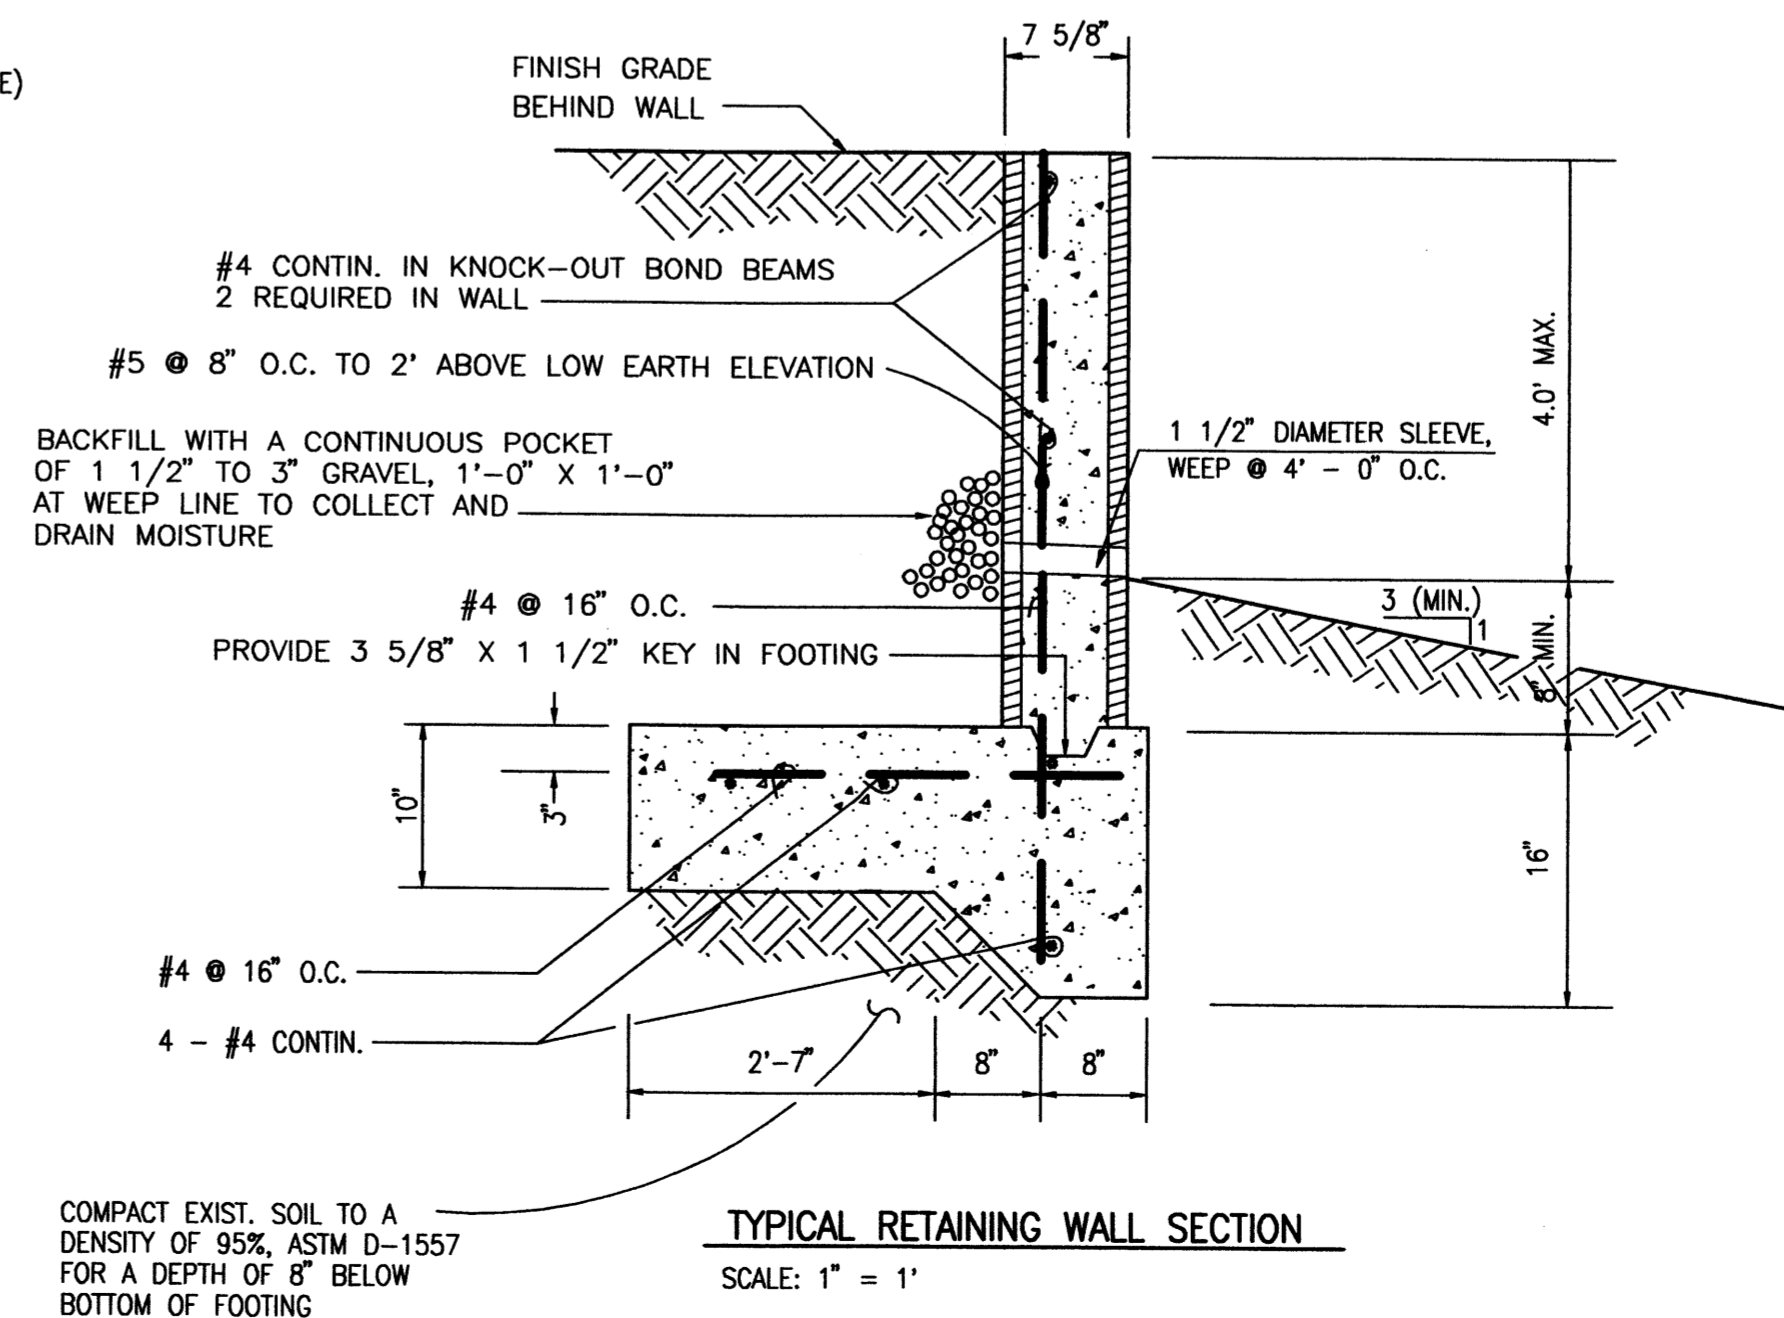 E)
7 5/8"
FINISH GRADE
BEHIND WALL
#4 CONTIN. IN KNOCK-OUT BOND BEAMS
2 REQUIRED IN WALL
#5 @ 8" O.C. TO 2' ABOVE LOW EARTH ELEVATION
4.0' MAX.
BACKFILL WITH A CONTINUOUS POCKET
OF 1 1/2" TO 3" GRAVEL, 1'-0" X 1'-0"
AT WEEP LINE TO COLLECT AND
DRAIN MOISTURE
1 1/2" DIAMETER SLEEVE,
WEEP @ 4' - 0" O.C.
#4 @ 16" O.C.
3 (MIN.)
1
8" MIN.
PROVIDE 3 5/8" X 1 1/2" KEY IN FOOTING
10"
3"
16"
#4 @ 16" O.C.
4 - #4 CONTIN.
2'-7"
8"
8"
COMPACT EXIST. SOIL TO A
DENSITY OF 95%, ASTM D-1557
FOR A DEPTH OF 8" BELOW
BOTTOM OF FOOTING
TYPICAL RETAINING WALL SECTION
SCALE: 1" = 1'